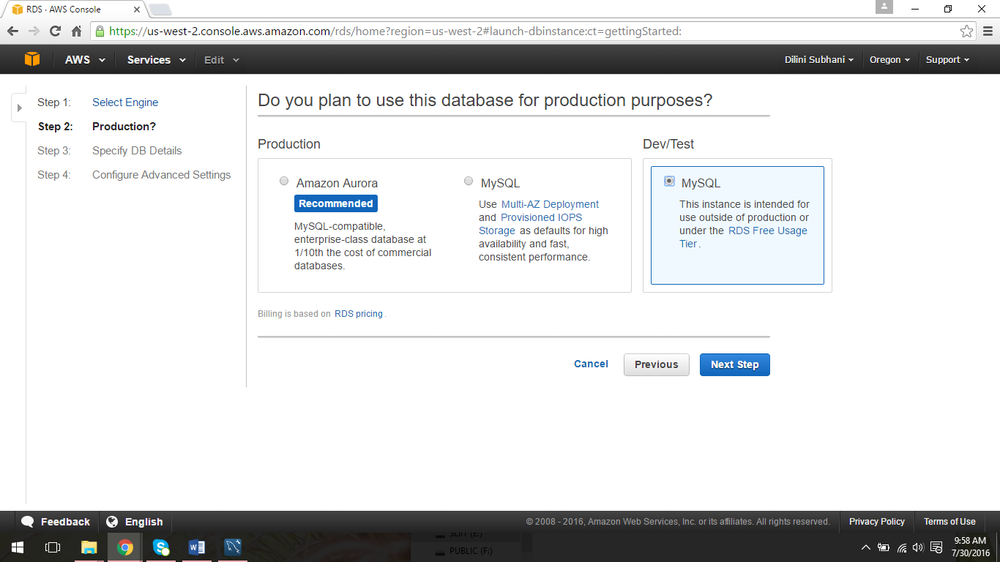 RDS · AWS Console
https://us-west-2.console.aws.amazon.com/rds/home?region=us-west-2#launch-dbinstance:ct=gettingStarted:
AWS Services Edit Dilini Subhani Oregon Support
Step 1: Select Engine
Step 2: Production?
Step 3: Specify DB Details
Step 4: Configure Advanced Settings
Do you plan to use this database for production purposes?
Production
Amazon Aurora
Recommended
MySQL-compatible,
enterprise-class database at
1/10th the cost of commercial
databases.
MySQL
Use Multi-AZ Deployment
and Provisioned IOPS
Storage as defaults for high
availability and fast,
consistent performance.
Dev/Test
MySQL
This instance is intended for
use outside of production or
under the RDS Free Usage
Tier.
Billing is based on RDS pricing.
Cancel Previous Next Step
Feedback English © 2008 - 2016, Amazon Web Services, Inc. or its affiliates. All rights reserved. Privacy Policy Terms of Use
PUBLIC (F:)
9:58 AM
7/30/2016